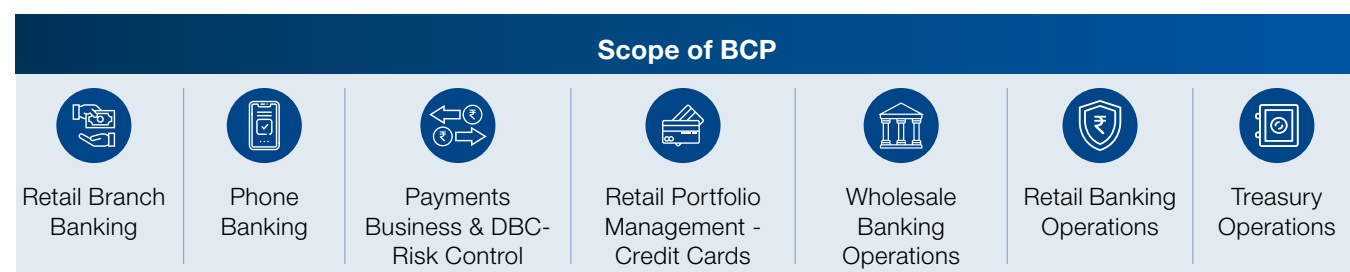 Scope of BCP
Retail Branch
Banking
Phone
Banking
Payments
Business & DBC-
Risk Control
Retail Portfolio
Management -
Credit Cards
Wholesale
Banking
Operations
Retail Banking
Operations
Treasury
Operations